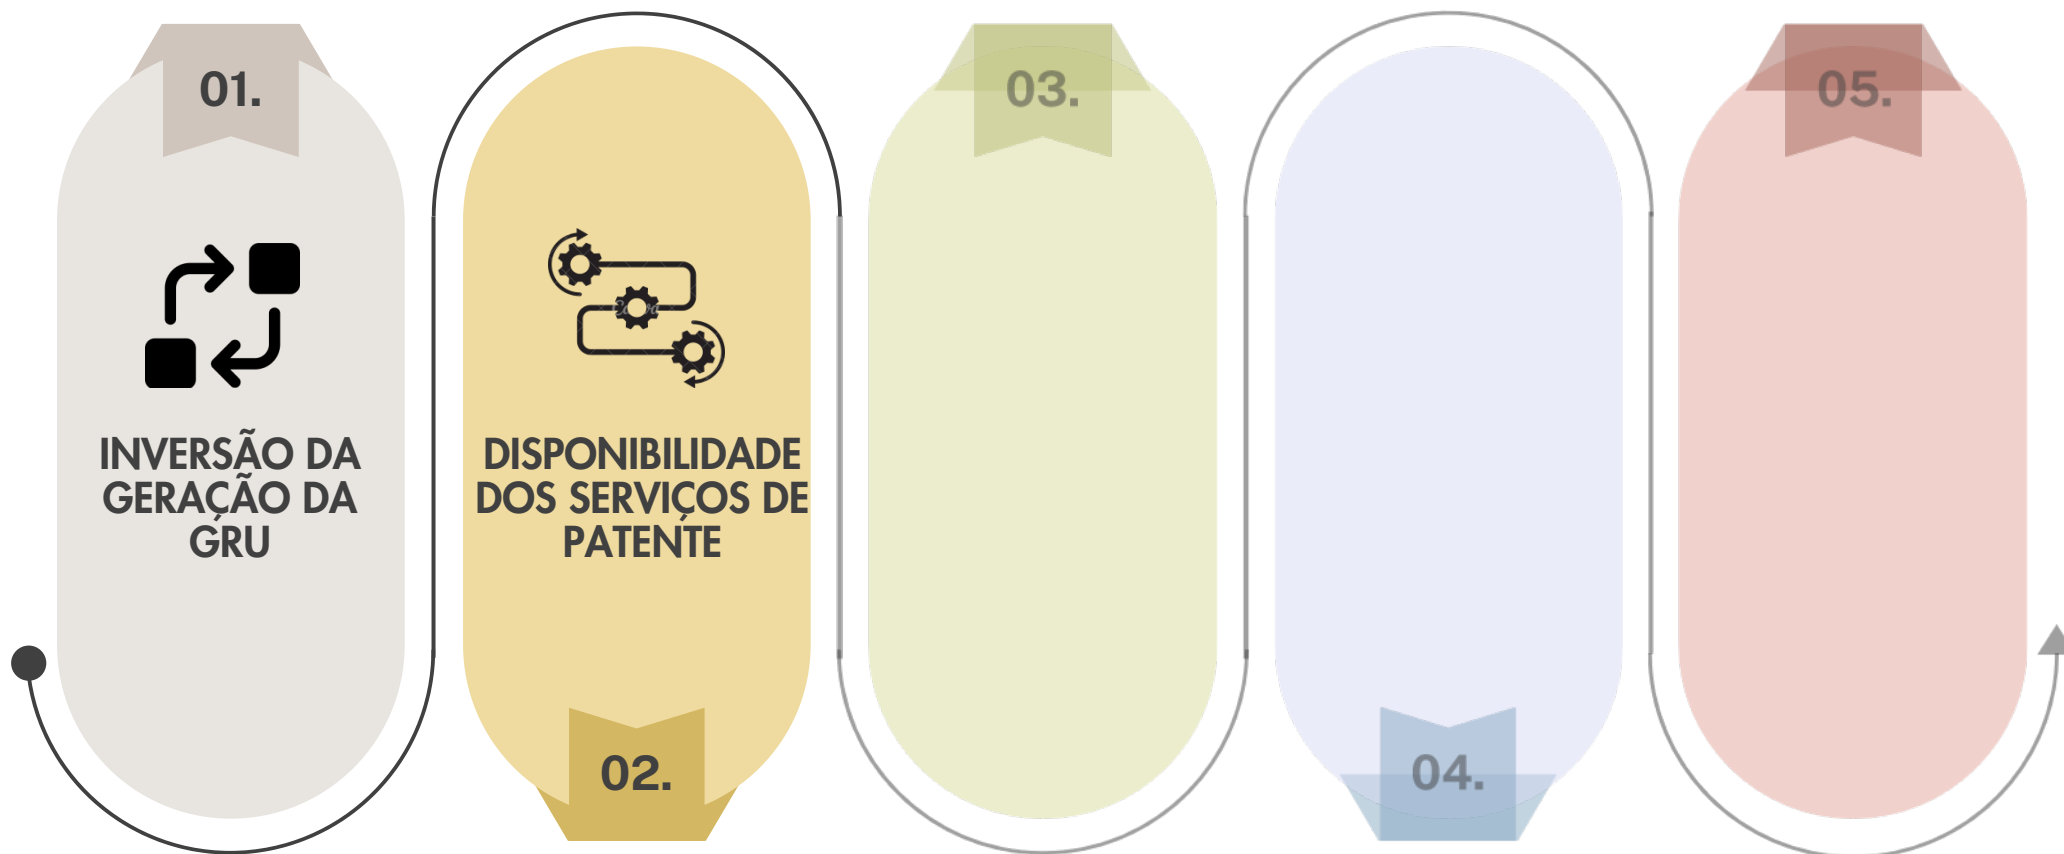 01.
INVERSÃO DA
GERAÇÃO DA
GRU
DISPONIBILIDADE
DOS SERVIÇOS DE
PATENTE
02.
03.
04.
05.